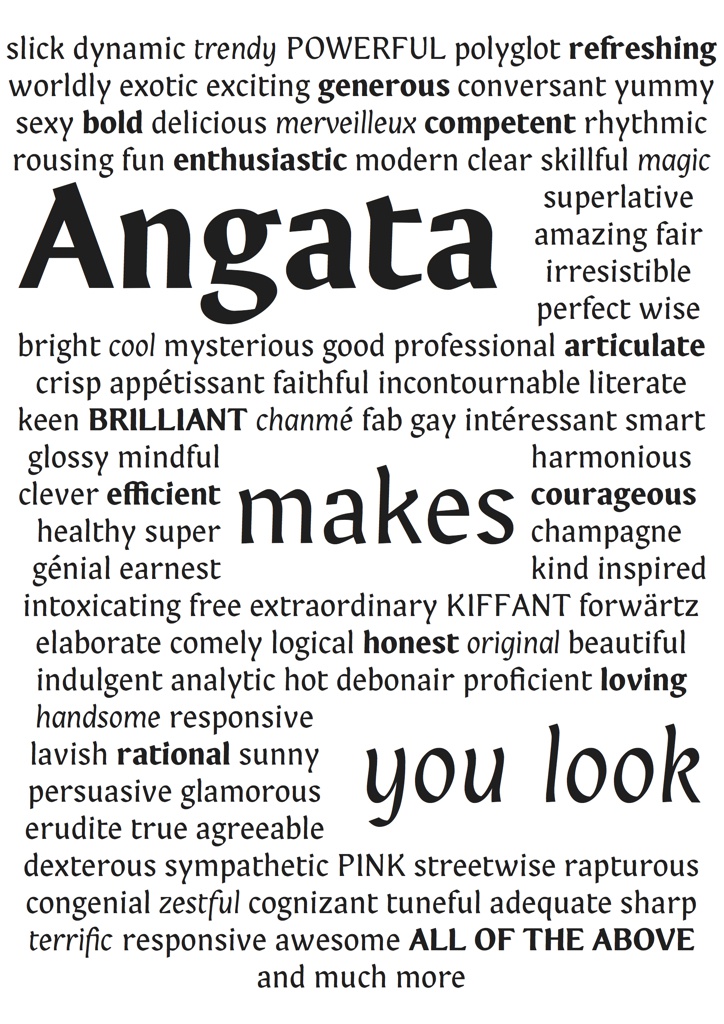 slick dynamic trendy POWERFUL polyglot refreshing
worldly exotic exciting generous conversant yummy
sexy bold delicious merveilleux competent rhythmic
rousing fun enthusiastic modern clear skillful magic
Angata
superlative
amazing fair
irresistible
perfect wise
bright cool mysterious good professional articulate
crisp appétissant faithful incontournable literate
keen BRILLIANT chanmé fab gay intéressant smart
glossy mindful
clever efficient
healthy super
génial earnest
makes
harmonious
courageous
champagne
kind inspired
intoxicating free extraordinary KIFFANT forwärtz
elaborate comely logical honest original beautiful
indulgent analytic hot debonair proficient loving
handsome responsive
lavish rational sunny
persuasive glamorous
erudite true agreeable
you look
dexterous sympathetic PINK streetwise rapturous
congenial zestful cognizant tuneful adequate sharp
terrific responsive awesome ALL OF THE ABOVE
and much more